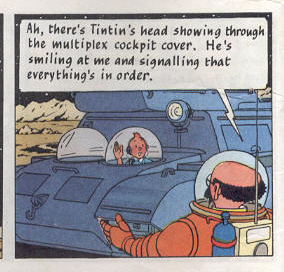 Ah, there's Tintin's head showing through
the multiplex cockpit cover. He's
smiling at me and signalling that
everything's in order.